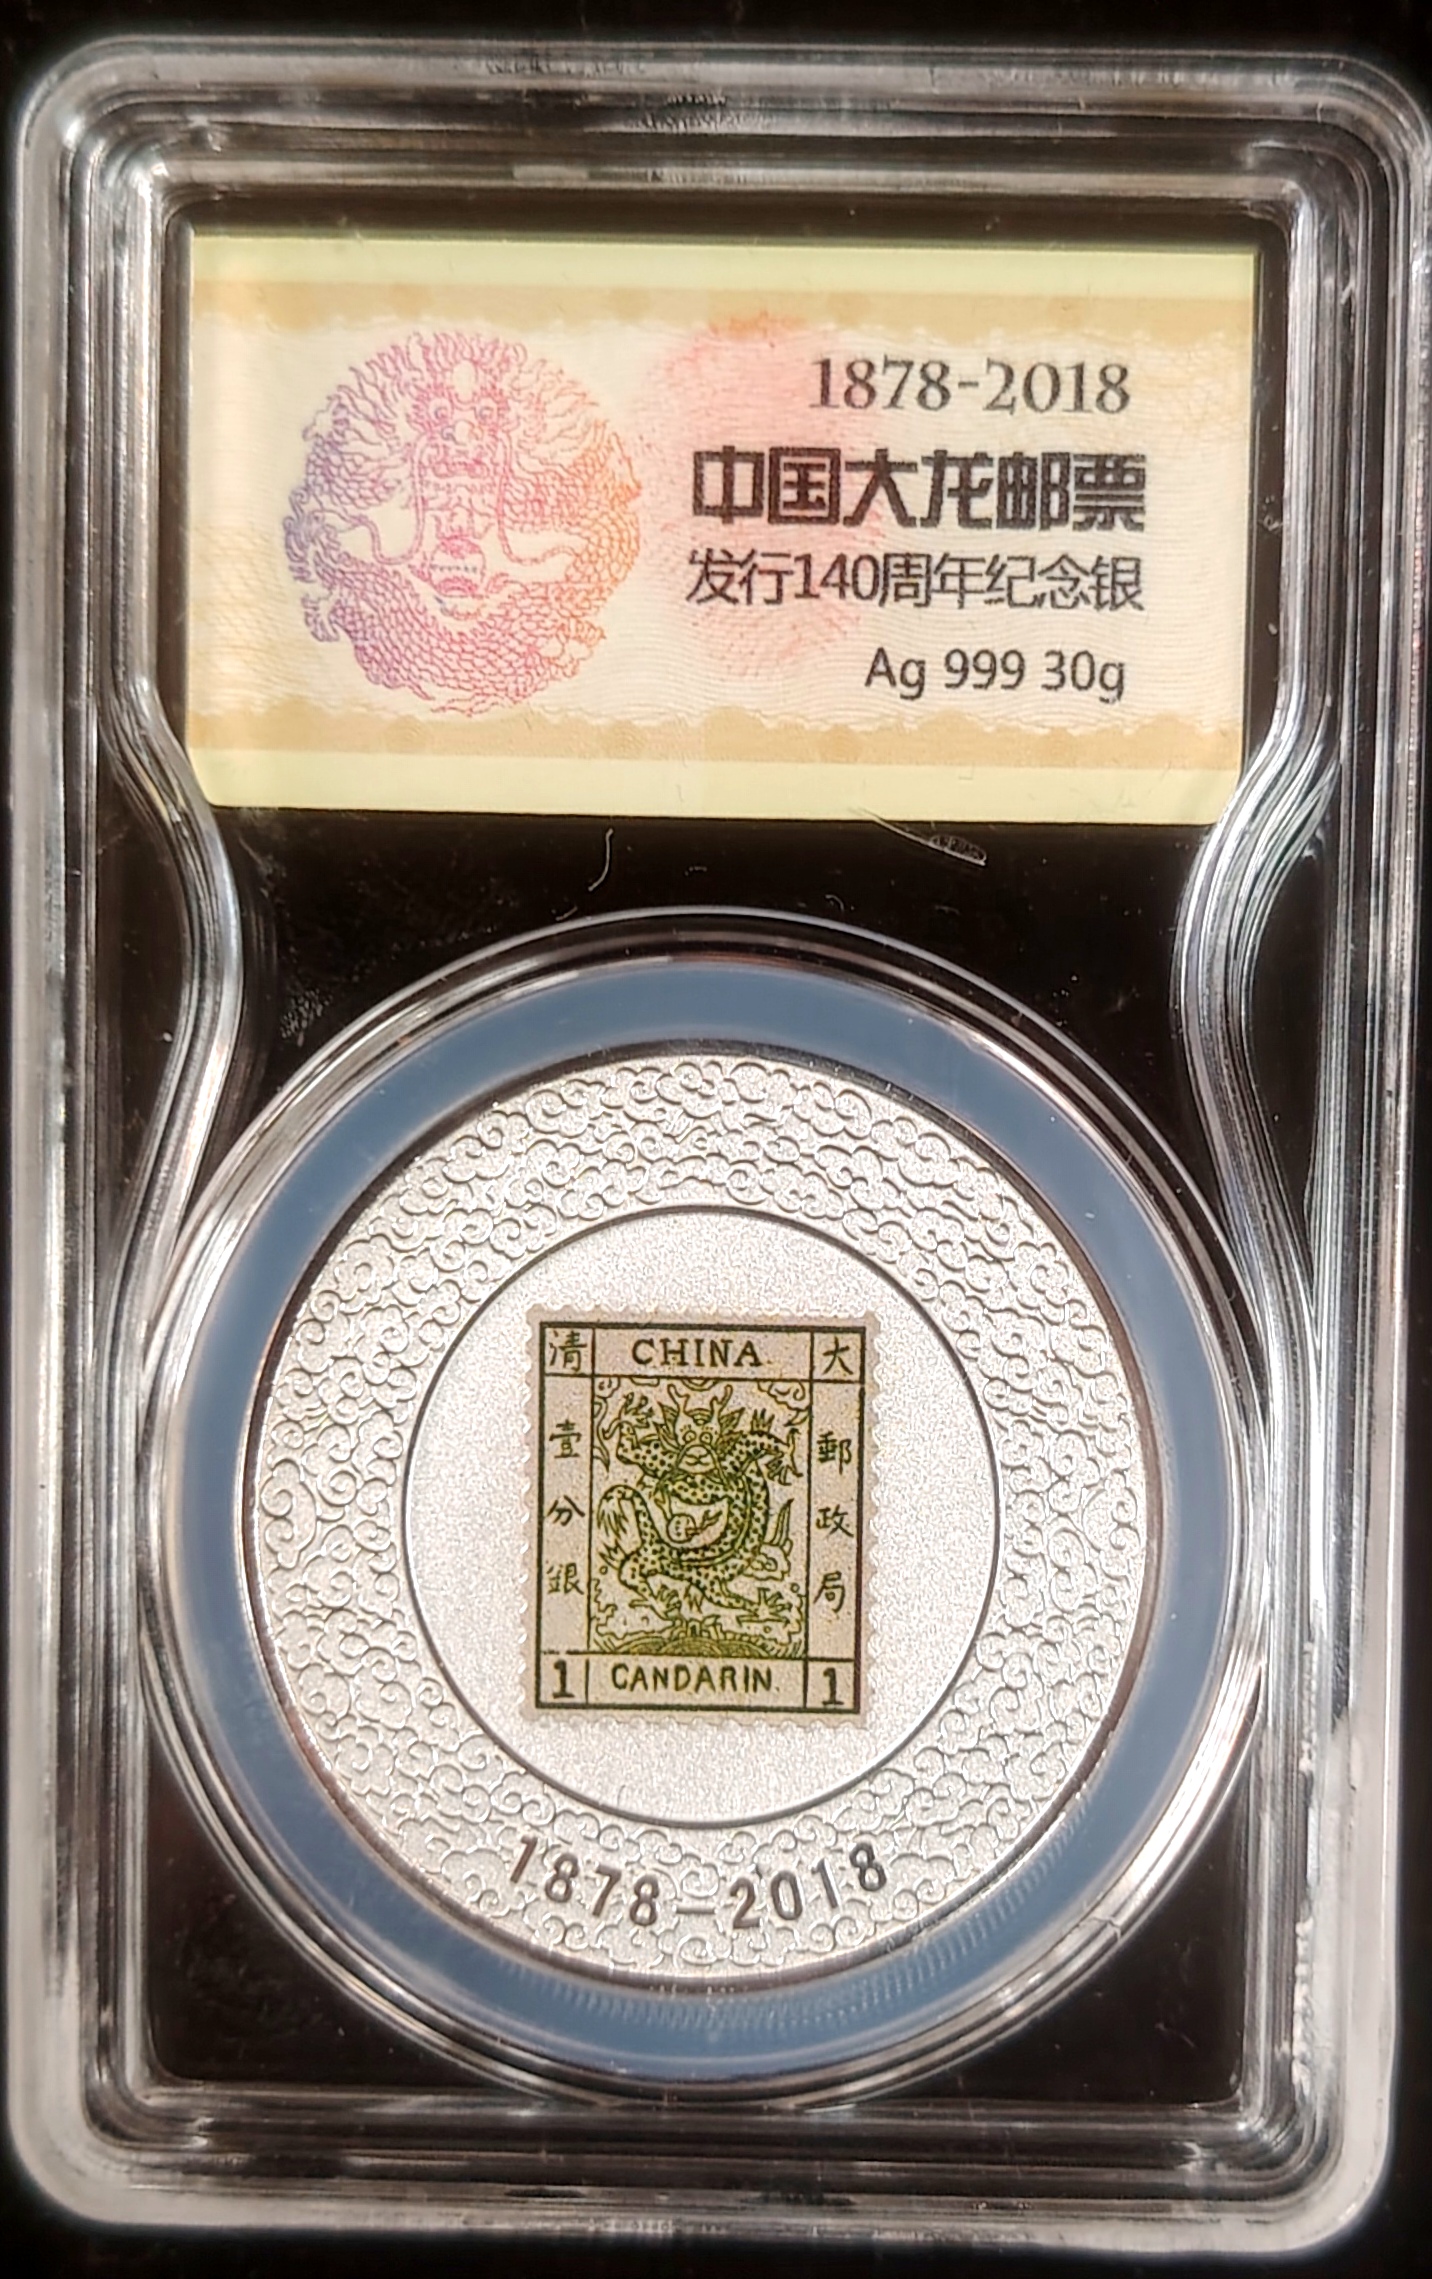 1878-2018
中国大龙邮票
发行140周年纪念银
Ag 999 30g
清 CHINA 大
壹分銀
郵政局
1 CANDARIN. 1
1878-2018